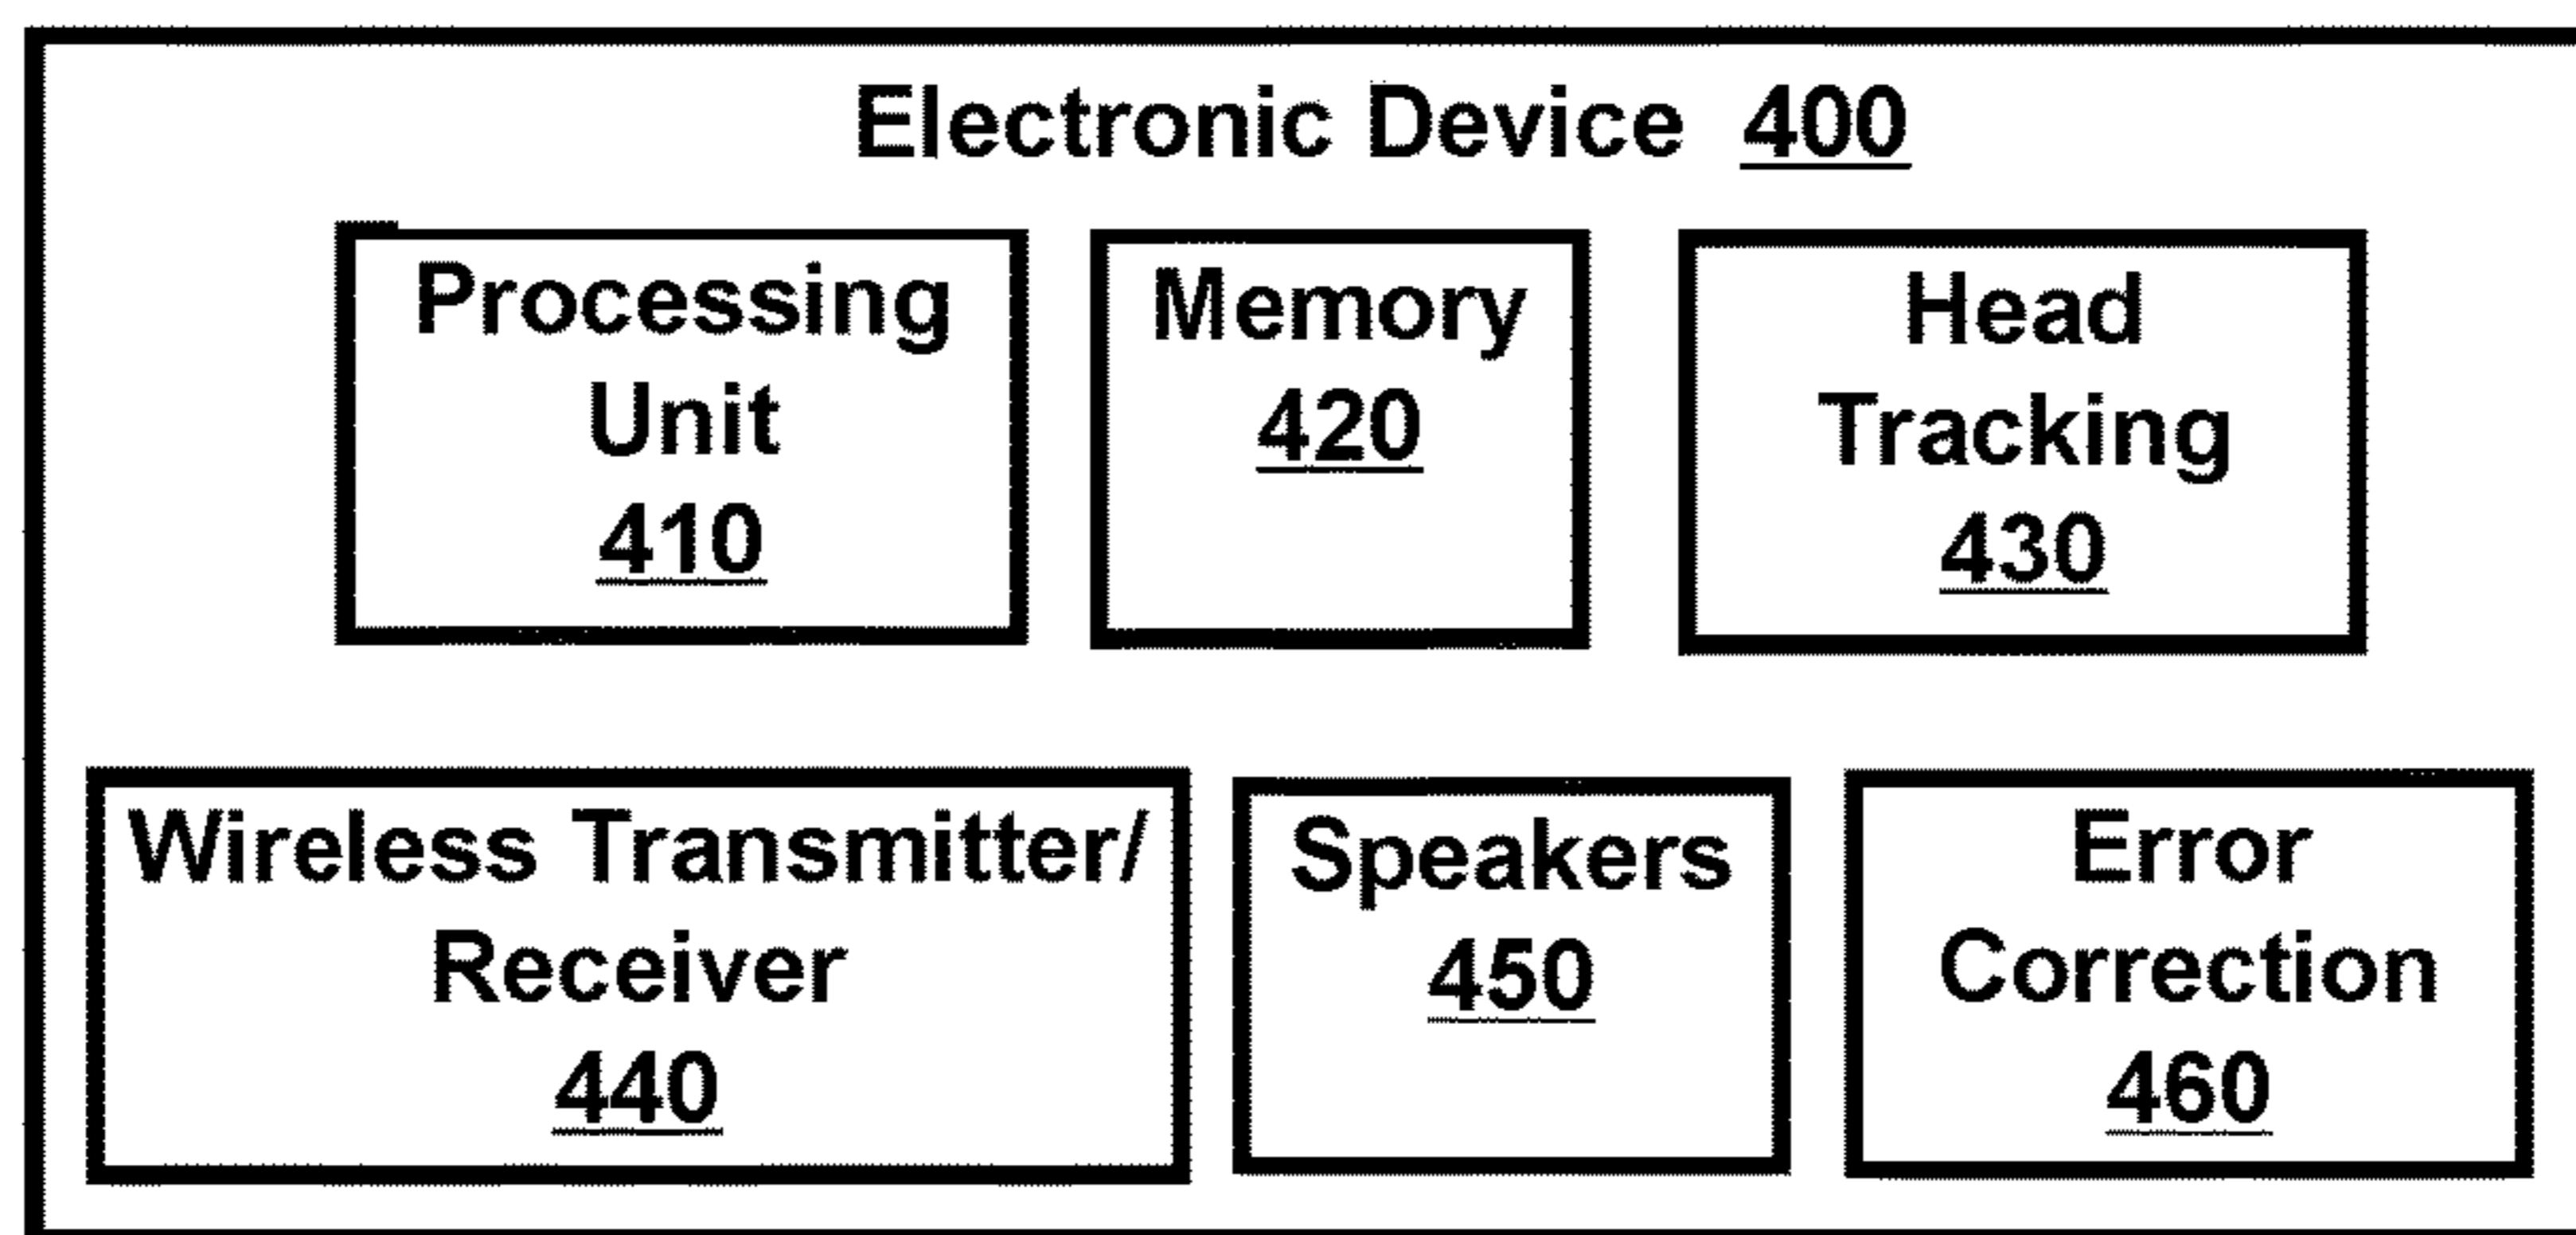 Electronic Device 400
Processing
Unit
410
Memory
420
Head
Tracking
430
Wireless Transmitter/
Receiver
440
Speakers
450
Error
Correction
460